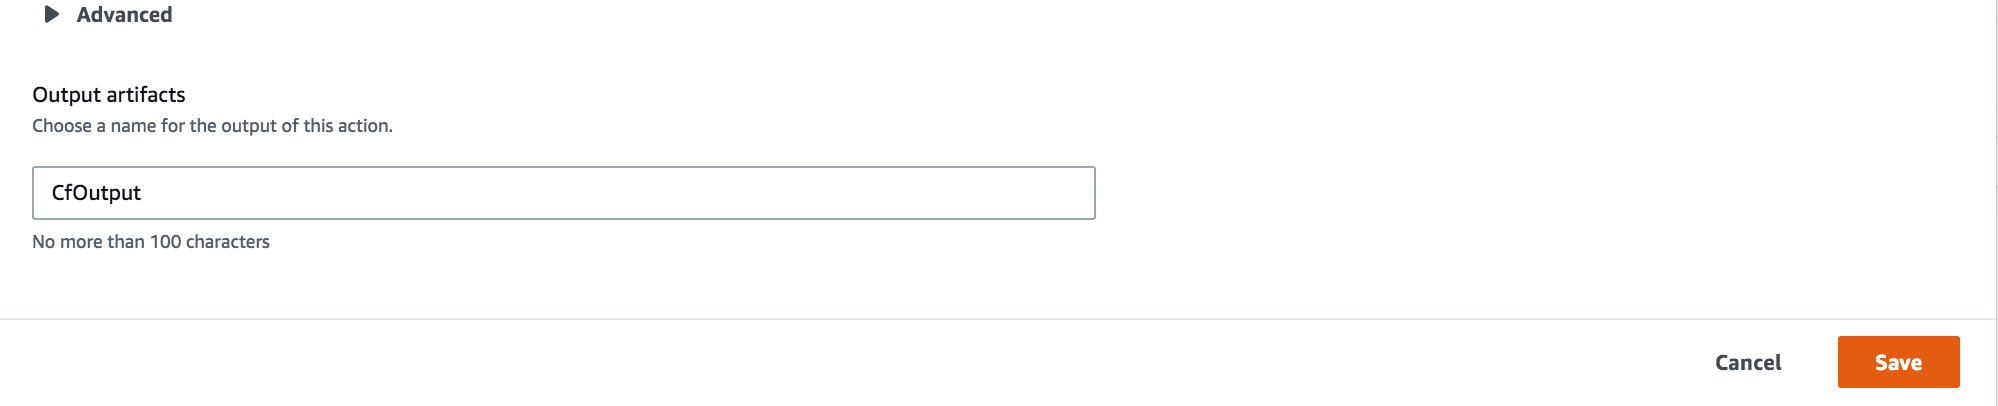 Advanced
Output artifacts
Choose a name for the output of this action.
CfOutput
No more than 100 characters
Cancel Save